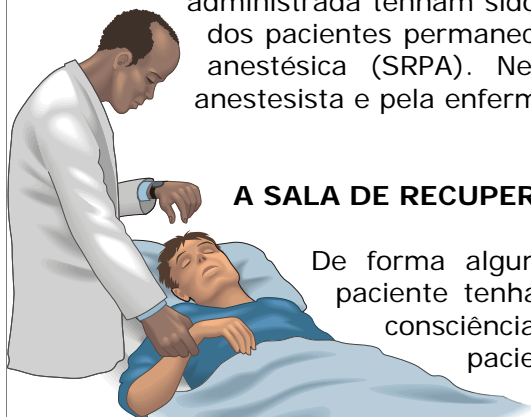 administrada tenham sido
dos pacientes permanec
anestésica (SRPA). Ne
anestesista e pela enferm
A SALA DE RECUPER
De forma algum
paciente tenha
consciência
pacie